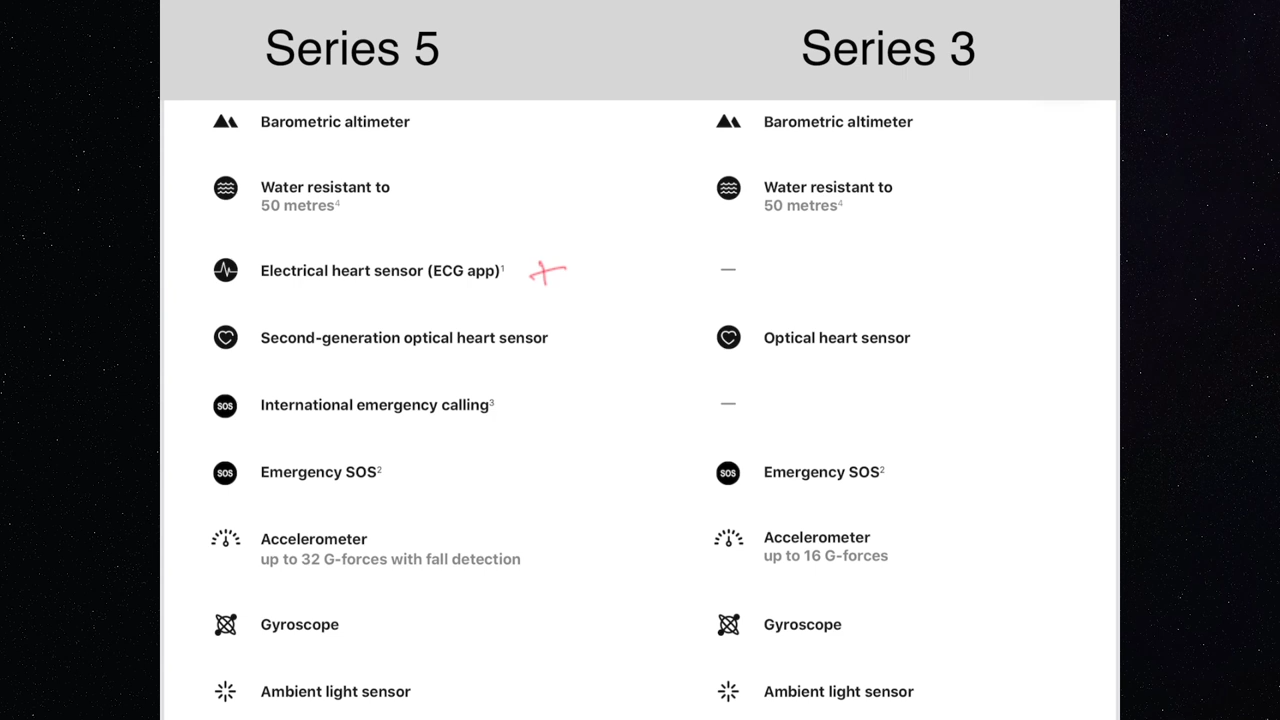 Series 5
Series 3
Barometric altimeter
Barometric altimeter
Water resistant to
50 metres⁴
Water resistant to
50 metres⁴
Electrical heart sensor (ECG app)¹
—
Second-generation optical heart sensor
Optical heart sensor
SOS International emergency calling³
—
SOS Emergency SOS²
SOS Emergency SOS²
Accelerometer
up to 32 G-forces with fall detection
Accelerometer
up to 16 G-forces
Gyroscope
Gyroscope
Ambient light sensor
Ambient light sensor